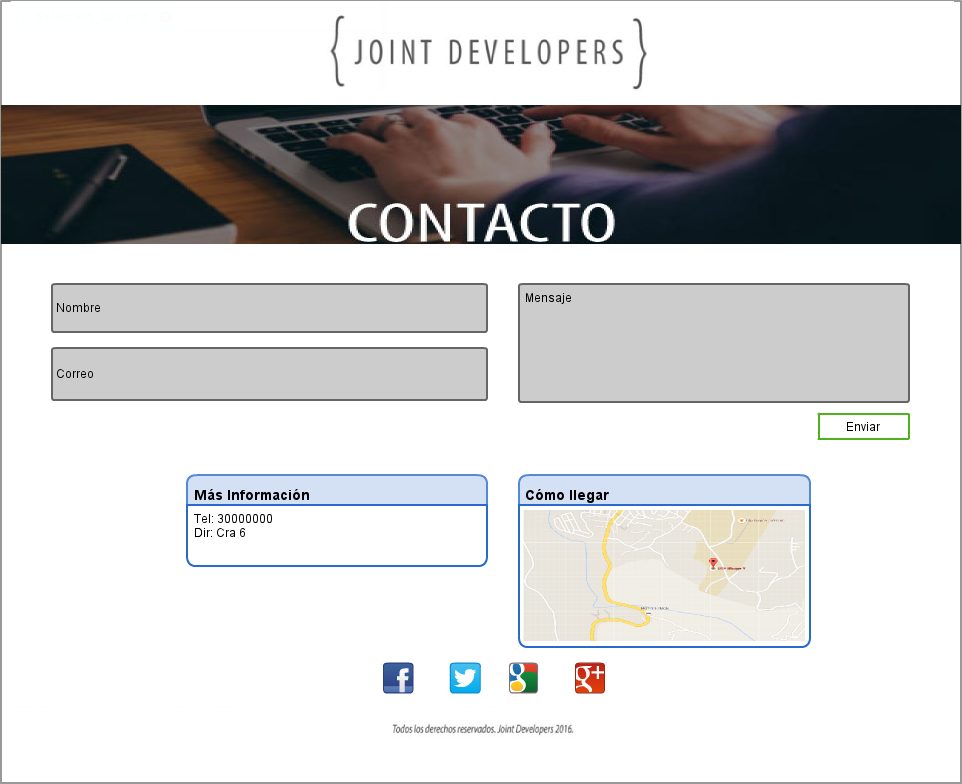 { JOINT DEVELOPERS }
CONTACTO
Nombre
Mensaje
Correo
Enviar
Más Información
Tel: 30000000
Dir: Cra 6
Cómo llegar
f
g
g+
Todos los derechos reservados. Joint Developers 2016.